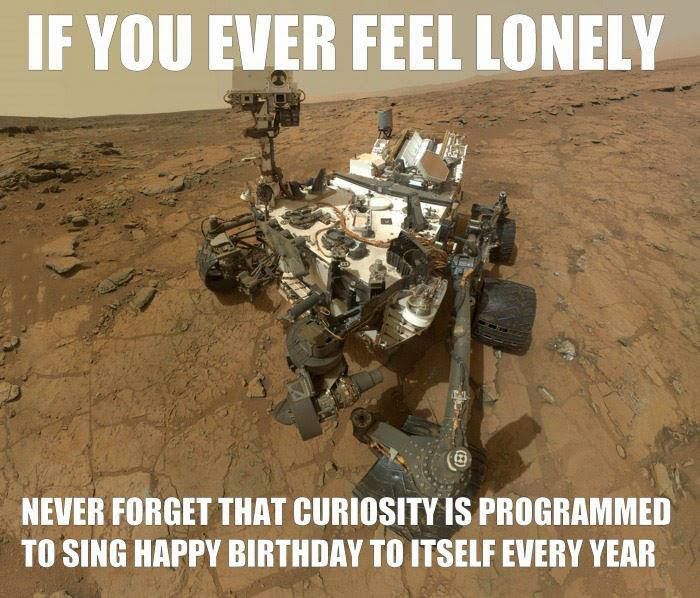 IF YOU EVER FEEL LONELY
NEVER FORGET THAT CURIOSITY IS PROGRAMMED
TO SING HAPPY BIRTHDAY TO ITSELF EVERY YEAR